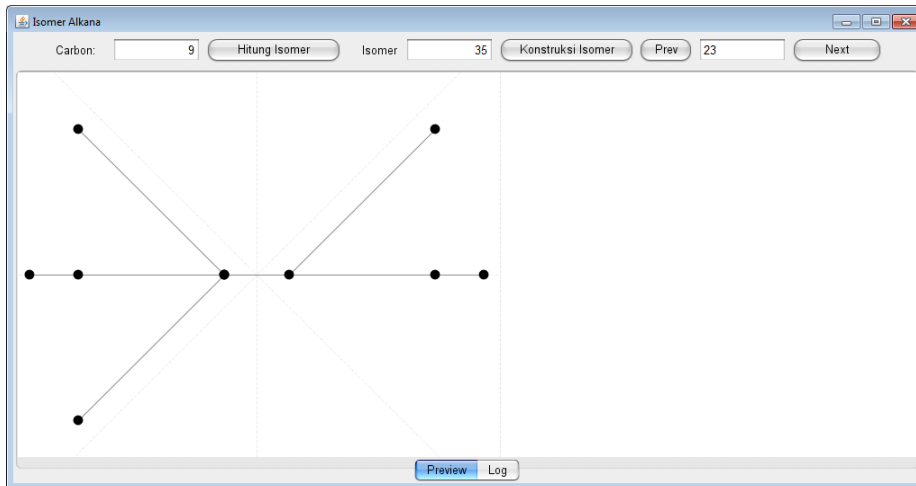 Isomer Alkana
Carbon: 9 Hitung Isomer Isomer 35 Konstruksi Isomer Prev 23 Next
Preview Log